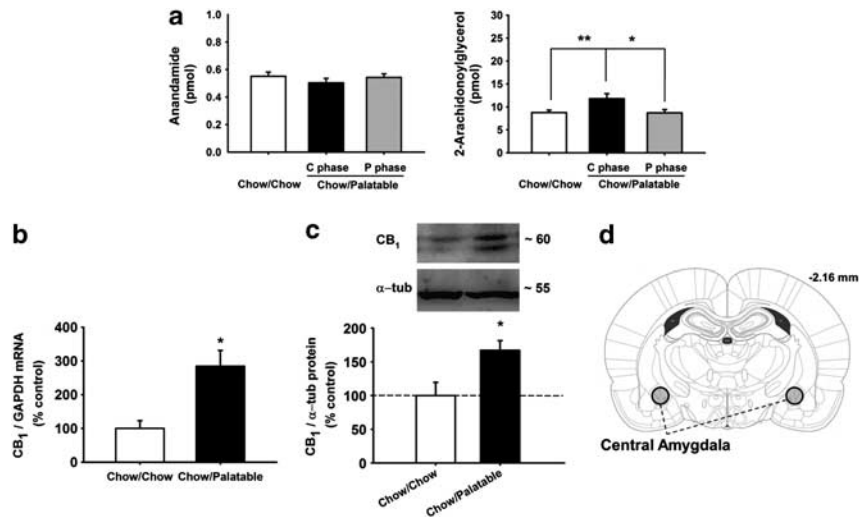 a
Anandamide
(pmol)
1.0
0.8
0.6
0.4
0.2
0.0
C phase P phase
Chow/Chow Chow/Palatable
2-Arachidonoylglycerol
(pmol)
30
25
20
15
10
5
0
** *
C phase P phase
Chow/Chow Chow/Palatable
b
CB₁ / GAPDH mRNA
(% control)
400
300
200
100
0
*
Chow/Chow Chow/Palatable
c
CB₁ ~ 60
α-tub ~ 55
CB₁ / α-tub protein
(% control)
200
150
100
50
0
*
Chow/Chow
Chow/Palatable
d
-2.16 mm
Central Amygdala